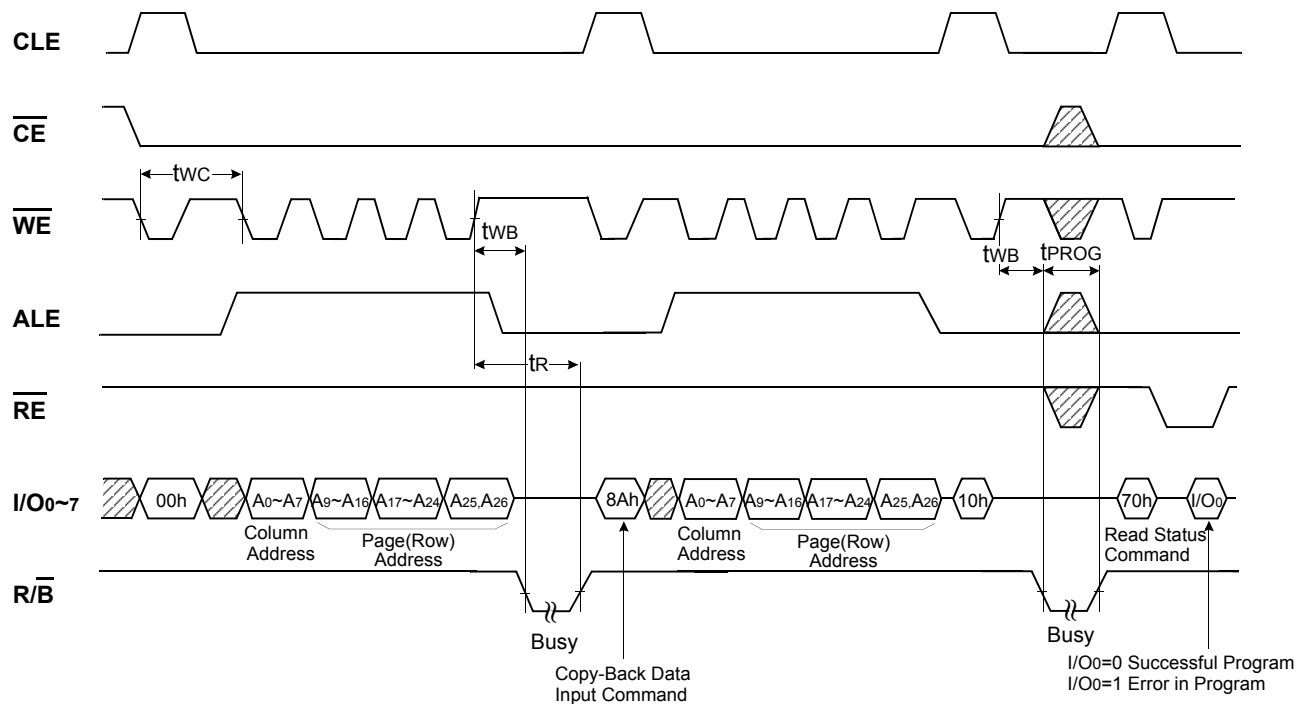 CLE
CE
tWC
WE
tWB
tWB
tPROG
ALE
tR
RE
I/O0~7
00h
A0~A7
A9~A16
A17~A24
A25,A26
8Ah
A0~A7
A9~A16
A17~A24
A25,A26
10h
70h
I/O0
Column
Address
Page(Row)
Address
Column
Address
Page(Row)
Address
Read Status
Command
R/B
Busy
Busy
Copy-Back Data
Input Command
I/O0=0 Successful Program
I/O0=1 Error in Program